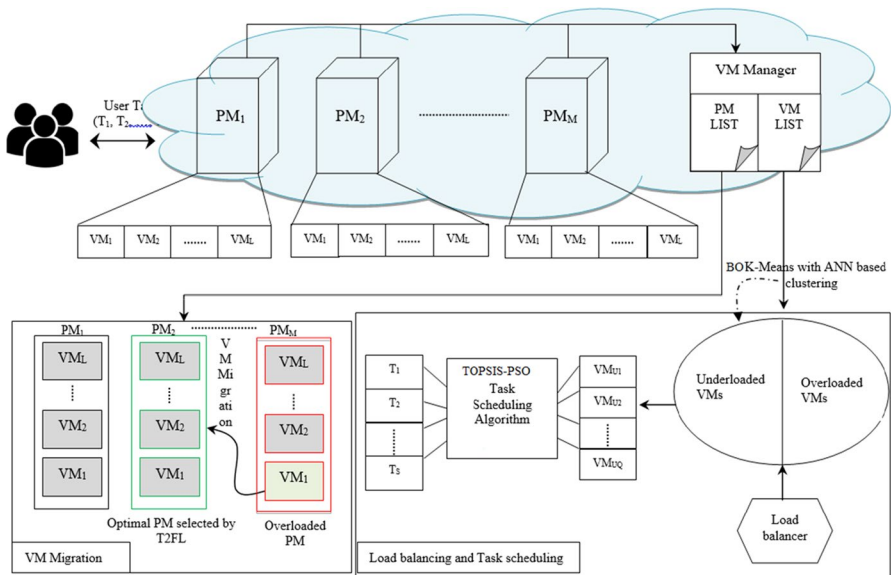 User
(T1, T2
PM1
PM2
PMM
VM Manager
PM
LIST
VM
LIST
VM1 VM2 ....... VML
VM1 VM2 ....... VML
VM1 VM2 ....... VML
BOK-Means with ANN based
clustering
PM1
PM2
PMM
VML
VM2
VM1
VML
VM2
VM1
VM Migration
VML
VM2
VM1
Optimal PM selected by
T2FL
Overloaded
PM
VM Migration
T1
T2
TS
TOPSIS-PSO
Task
Scheduling
Algorithm
VMU1
VMU2
VMUQ
Underloaded
VMs
Overloaded
VMs
Load
balancer
Load balancing and Task scheduling